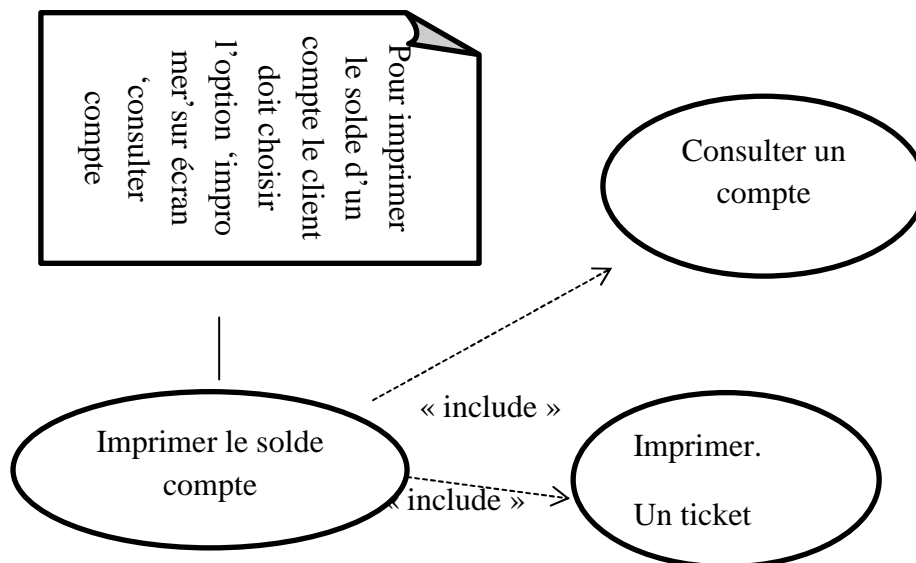 Pour imprimer
le solde d'un
compte le client
doit choisir
l'option ‘impro
mer’sur écran
‘consulter
compte
Consulter un
compte
« include »
Imprimer le solde
compte
« include »
Imprimer.
Un ticket